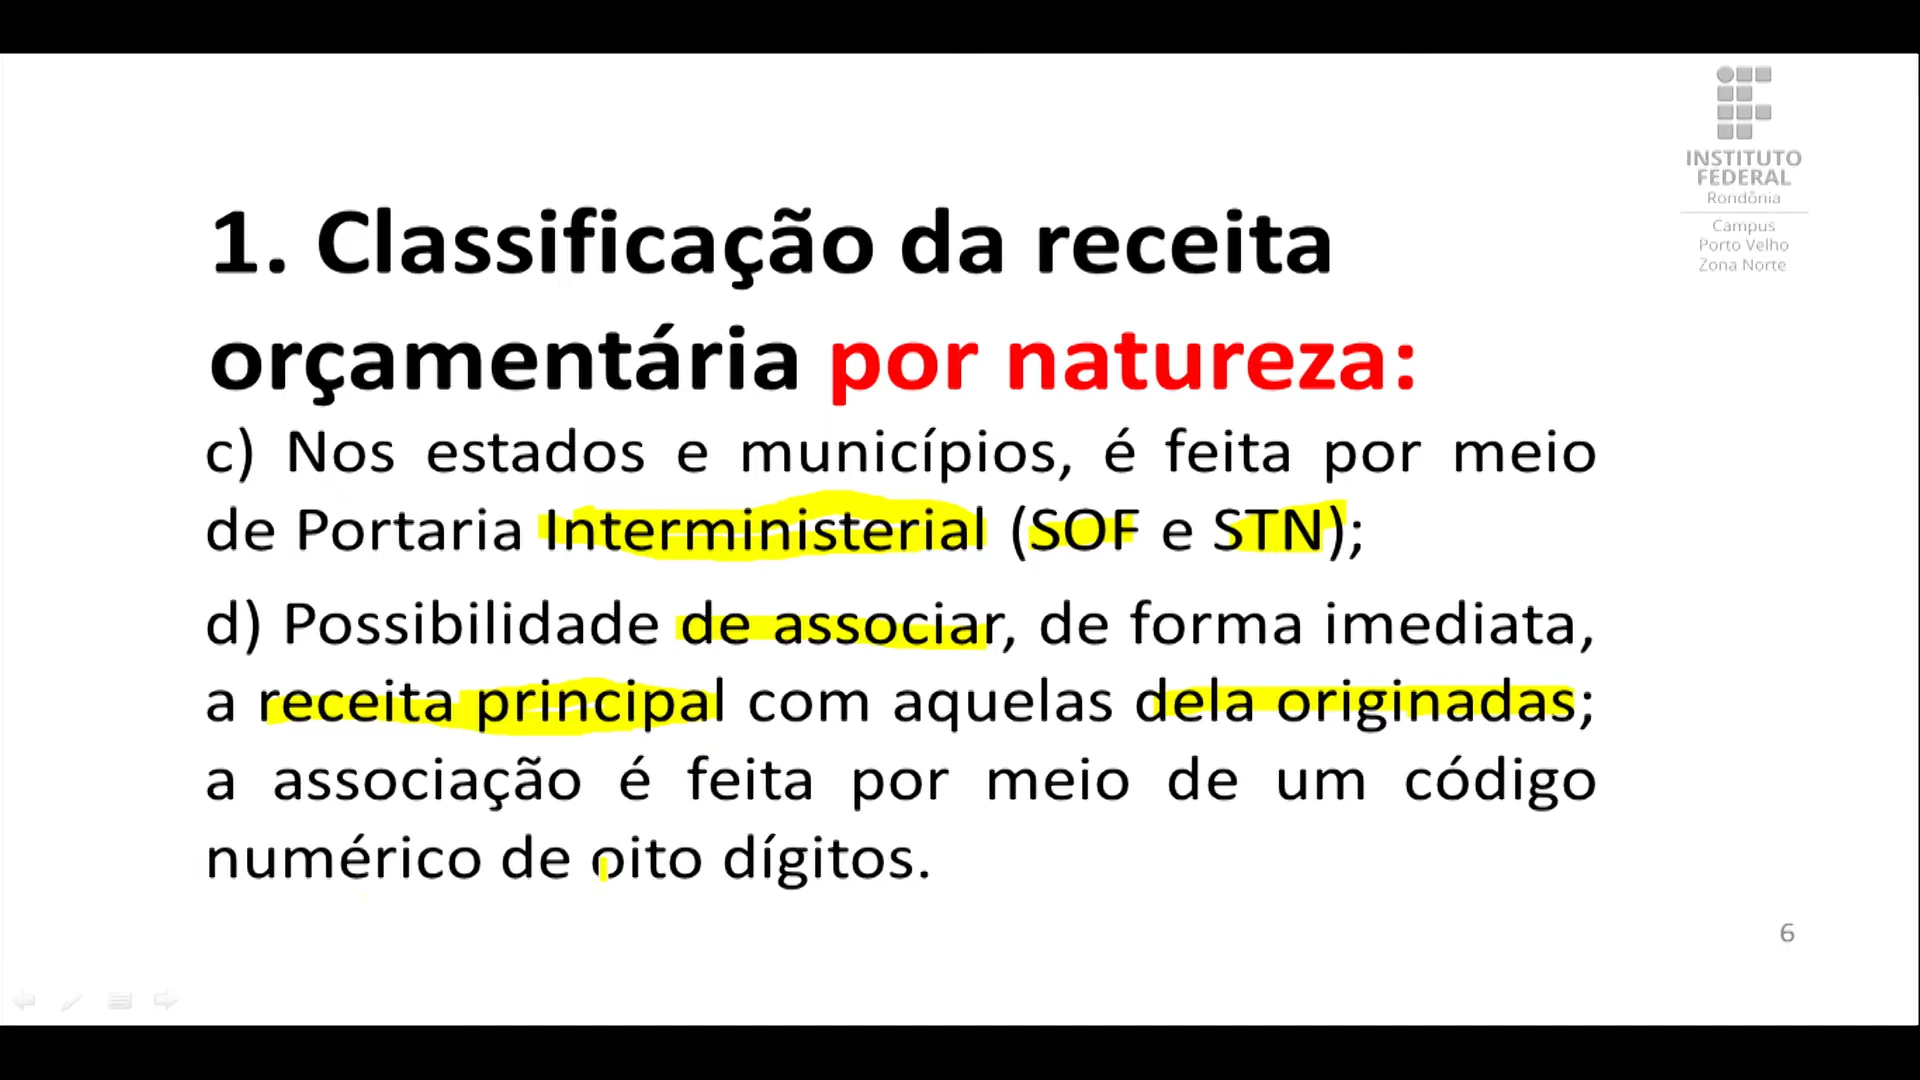 INSTITUTO
FEDERAL
Rondônia
Campus
Porto Velho
Zona Norte
1. Classificação da receita
orçamentária por natureza:
c) Nos estados e municípios, é feita por meio
de Portaria Interministerial (SOF e STN);
d) Possibilidade de associar, de forma imediata,
a receita principal com aquelas dela originadas;
a associação é feita por meio de um código
numérico de oito dígitos.
6